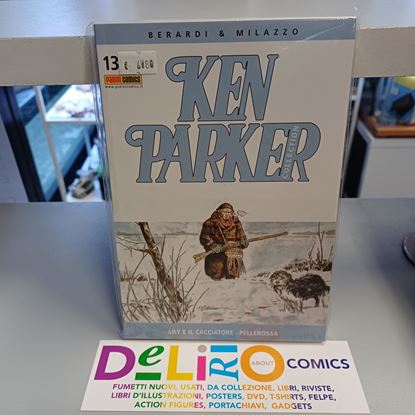 BERARDI & MILAZZO
13
PANINI COMICS
KEN
PARKER
COLLECTION
LILY E IL CACCIATORE - PELLEROSSA
DeLiRiO ABOUT COMICS
FUMETTI NUOVI, USATI, DA COLLEZIONE, LIBRI, RIVISTE,
LIBRI D'ILLUSTRAZIONI, POSTERS, DVD, T-SHIRTS, FELPE,
ACTION FIGURES, PORTACHIAVI, GADGETS